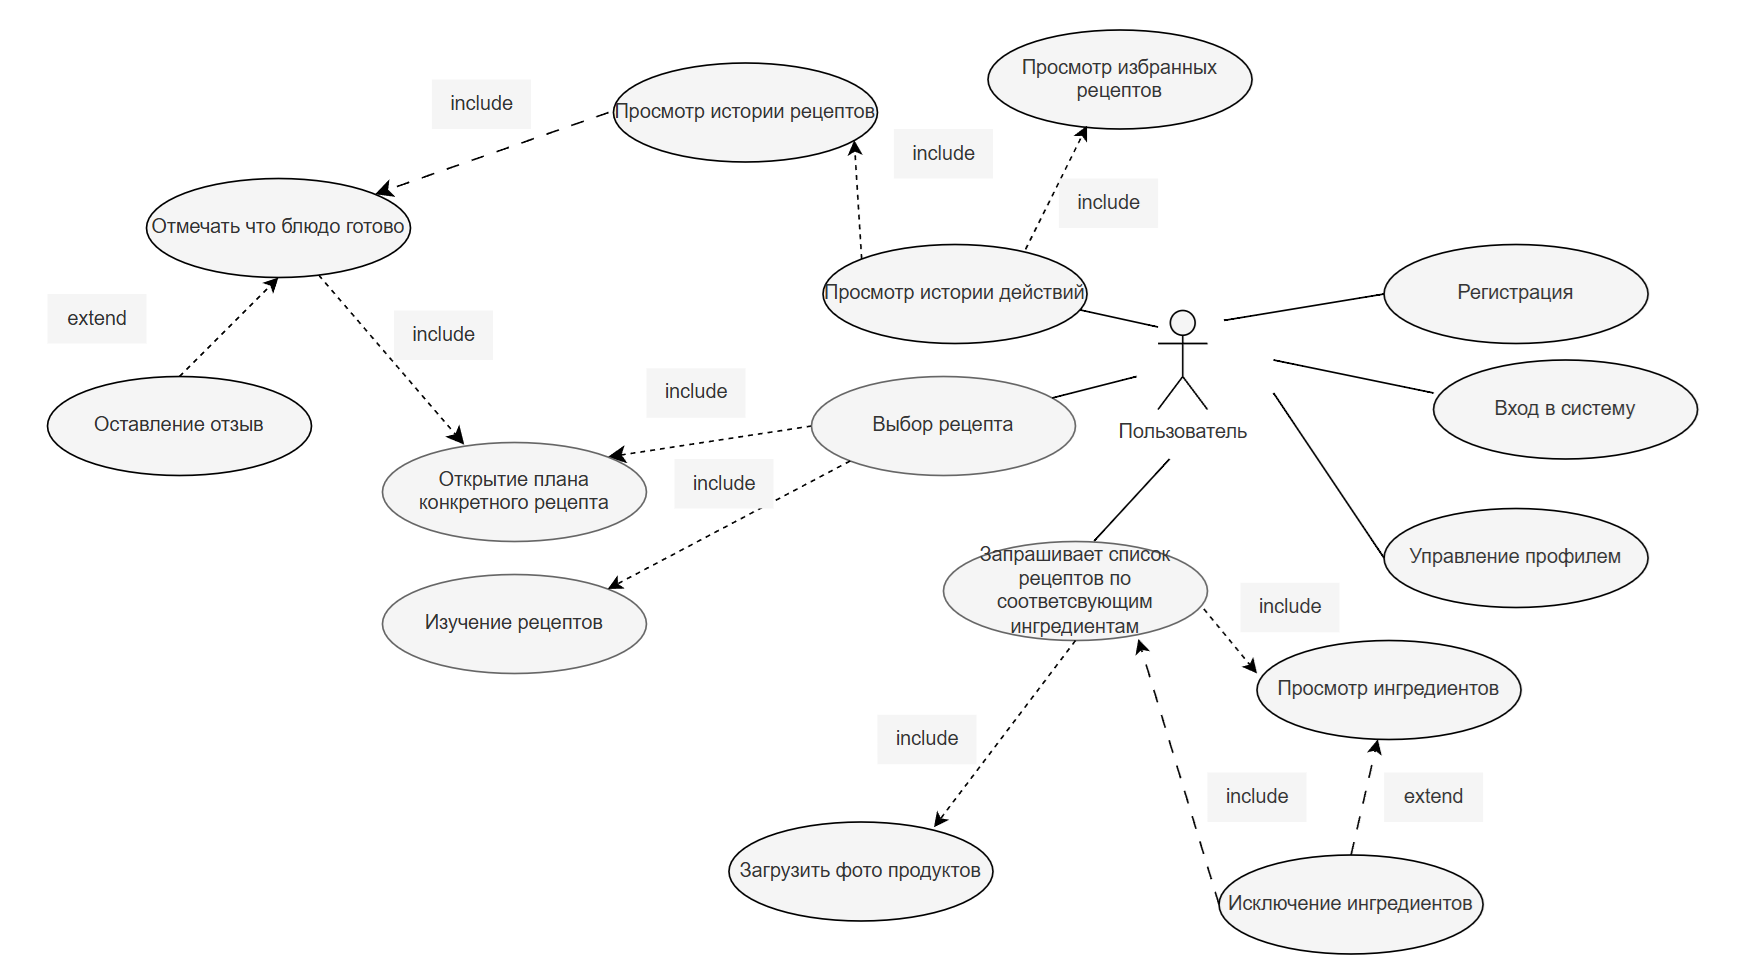 Просмотр избранных
рецептов
include
Просмотр истории рецептов
include
include
Отмечать что блюдо готово
Просмотр истории действий
Регистрация
extend
include
include
Вход в систему
Оставление отзыв
Выбор рецепта
Пользователь
Открытие плана
конкретного рецепта
include
Запрашивает список
рецептов по
соответсвующим
ингредиентам
Управление профилем
include
Изучение рецептов
Просмотр ингредиентов
include
include
extend
Загрузить фото продуктов
Исключение ингредиентов